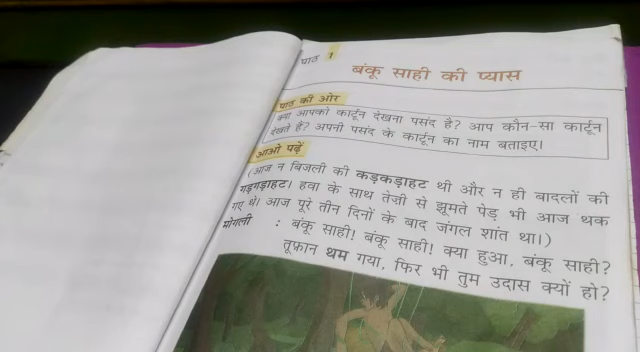 पाठ 1
बंकू साही की प्यास
पाठ की ओर
क्या आपको कार्टून देखना पसंद है? आप कौन-सा कार्टून
देखते हैं? अपनी पसंद के कार्टून का नाम बताइए।
आओ पढ़ें
(आज न बिजली की कड़कड़ाहट थी और न ही बादलों की
गड़गड़ाहट। हवा के साथ तेज़ी से झूमते पेड़ भी आज थक
गए थे। आज पूरे तीन दिनों के बाद जंगल शांत था।)
मोगली : बंकू साही! बंकू साही! क्या हुआ, बंकू साही?
तूफ़ान थम गया, फिर भी तुम उदास क्यों हो?